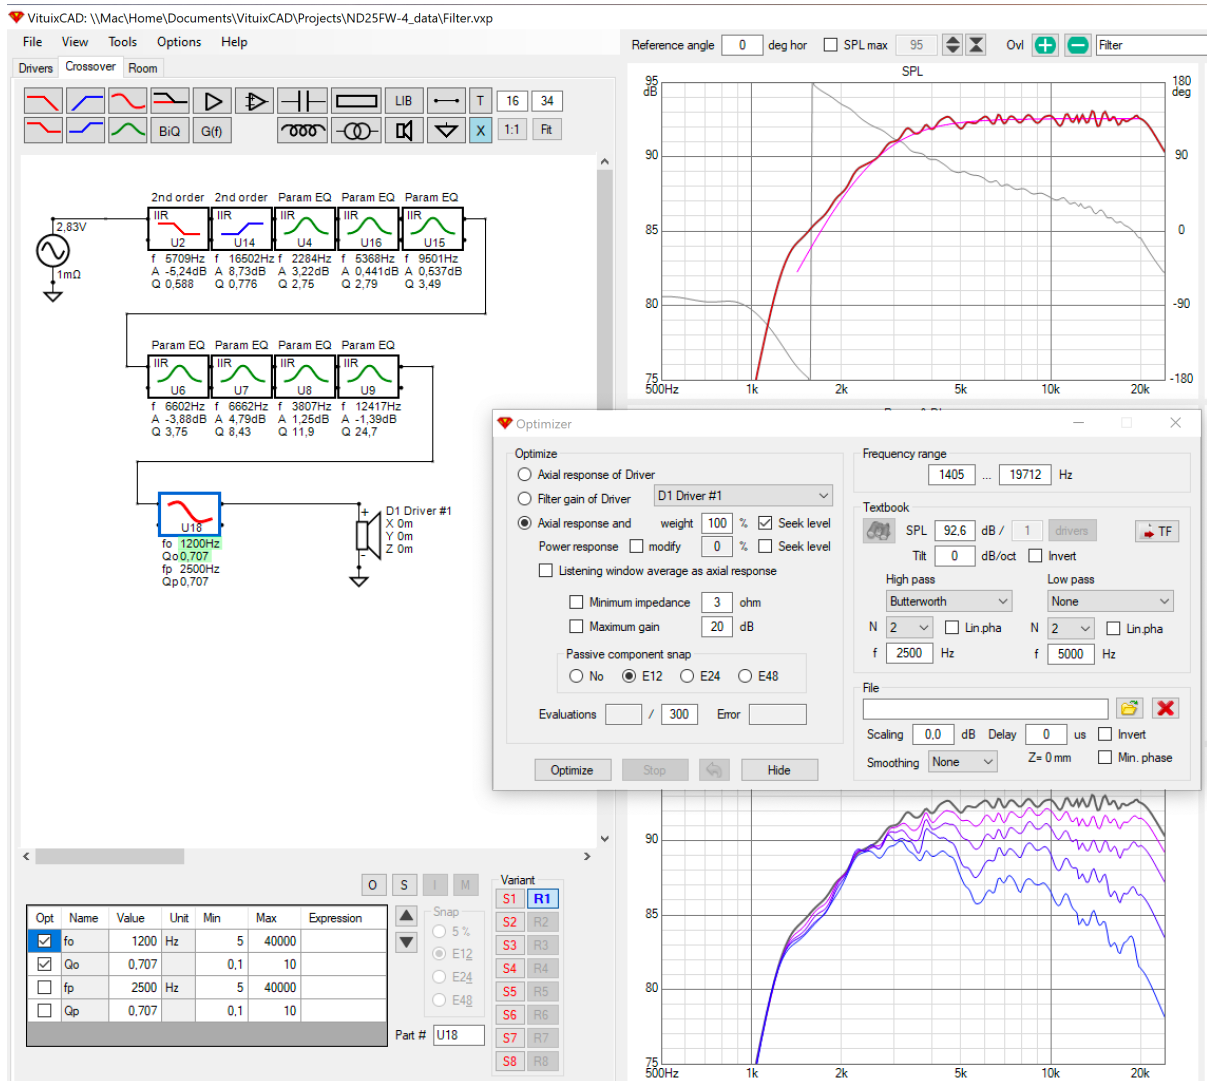 VituixCAD: \\Mac\Home\Documents\VituixCAD\Projects\ND25FW-4_data\Filter.vxp
File View Tools Options Help
Drivers Crossover Room
LIB T 16 34
BiQ G(f) X 1:1 Fit
Reference angle 0 deg hor SPL max 95 Ovl Filter
SPL
95 180
dB deg
90 90
85 0
80 -90
75 -180
500Hz 1k 2k 5k 10k 20k
2nd order 2nd order Param EQ Param EQ Param EQ
2,83V
IIR IIR IIR IIR IIR
U2 U14 U4 U16 U15
f 5709Hz f 16502Hz f 2284Hz f 5368Hz f 9501Hz
A -5,24dB A 8,73dB A 3,22dB A 0,441dB A 0,537dB
Q 0,588 Q 0,776 Q 2,75 Q 2,79 Q 3,49
1mΩ
Param EQ Param EQ Param EQ Param EQ
IIR IIR IIR IIR
U6 U7 U8 U9
f 6602Hz f 6662Hz f 3807Hz f 12417Hz
A -3,88dB A 4,79dB A 1,25dB A -1,39dB
Q 3,75 Q 8,43 Q 11,9 Q 24,7
U18
fo 1200Hz
Qo 0,707
fp 2500Hz
Qp 0,707
+ D1 Driver #1
X 0m
Y 0m
- Z 0m
Optimizer
Optimize
Axial response of Driver
Filter gain of Driver D1 Driver #1
Axial response and weight 100 % Seek level
Power response modify 0 % Seek level
Listening window average as axial response
Minimum impedance 3 ohm
Maximum gain 20 dB
Passive component snap
No E12 E24 E48
Evaluations / 300 Error
Optimize Stop Hide
Frequency range
1405 ... 19712 Hz
Textbook
SPL 92,6 dB / 1 drivers TF
Tilt 0 dB/oct Invert
High pass Low pass
Butterworth None
N 2 Lin.pha N 2 Lin.pha
f 2500 Hz f 5000 Hz
File
Scaling 0,0 dB Delay 0 us Invert
Smoothing None Z= 0 mm Min. phase
90
85
80
75
500Hz 1k 2k 5k 10k 20k
O S I M
Opt Name Value Unit Min Max Expression
fo 1200 Hz 5 40000
Qo 0,707 0,1 10
fp 2500 Hz 5 40000
Qp 0,707 0,1 10
Snap
5 %
E12
E24
E48
Part # U18
Variant
S1 R1
S2 R2
S3 R3
S4 R4
S5 R5
S6 R6
S7 R7
S8 R8